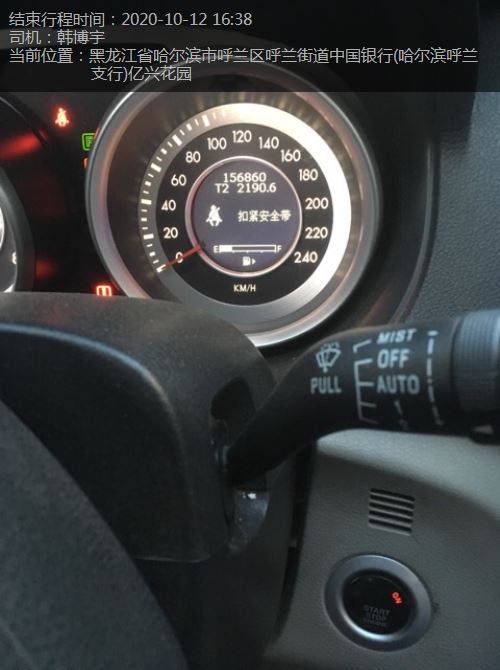 结束行程时间：2020-10-12 16:38
司机：韩博宇
当前位置：黑龙江省哈尔滨市呼兰区呼兰街道中国银行(哈尔滨呼兰
支行)亿兴花园
0
20
40
60
80
100
120
140
160
180
200
220
240
156860
T2 2190.6
扣紧安全带
E F
KM/H
MIST
OFF
AUTO
PULL
ON
START
STOP
ENGINE